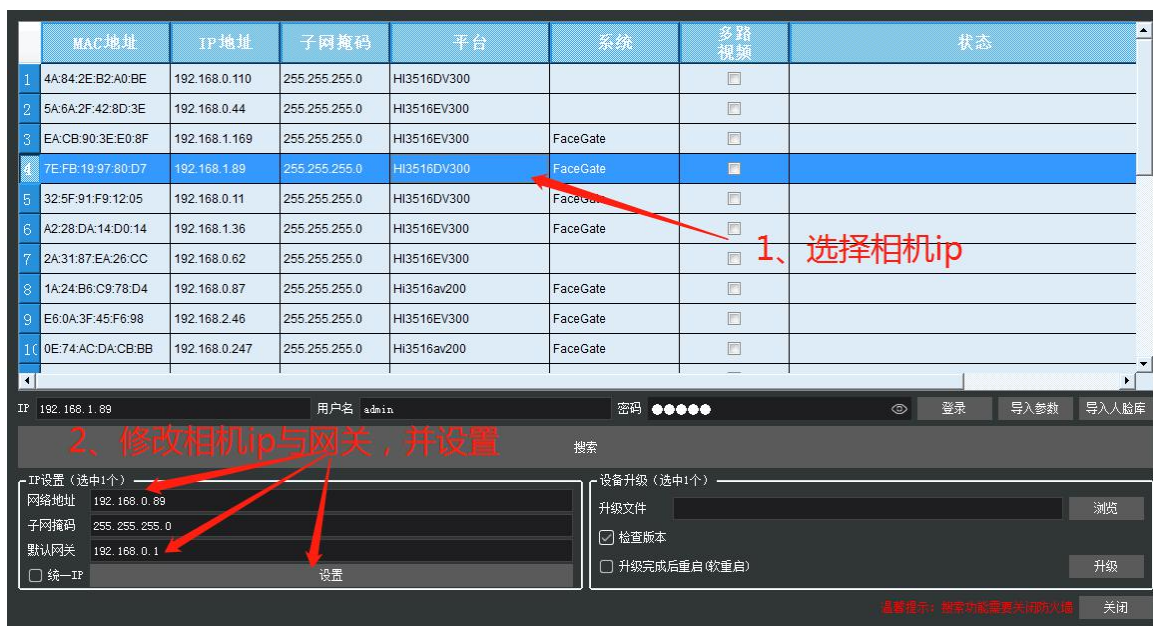 MAC地址 IP地址 子网掩码 平台 系统 多路视频 状态
1 4A:84:2E:B2:A0:BE 192.168.0.110 255.255.255.0 HI3516DV300
2 5A:6A:2F:42:8D:3E 192.168.0.44 255.255.255.0 HI3516EV300
3 EA:CB:90:3E:E0:8F 192.168.1.169 255.255.255.0 HI3516EV300 FaceGate
4 7E:FB:19:97:80:D7 192.168.1.89 255.255.255.0 HI3516DV300 FaceGate
5 32:5F:91:F9:12:05 192.168.0.11 255.255.255.0 HI3516DV300 FaceGate
6 A2:28:DA:14:D0:14 192.168.1.36 255.255.255.0 HI3516EV300 FaceGate
1、选择相机ip
7 2A:31:87:EA:26:CC 192.168.0.62 255.255.255.0 HI3516DV300
8 1A:24:B6:C9:78:D4 192.168.0.87 255.255.255.0 Hi3516av200 FaceGate
9 E6:0A:3F:45:F6:98 192.168.2.46 255.255.255.0 HI3516EV300 FaceGate
10 0E:74:AC:DA:CB:BB 192.168.0.247 255.255.255.0 Hi3516av200 FaceGate
IP 192.168.1.89 用户名 admin 密码 登录 导入参数 导入人脸库
2、修改相机ip与网关，并设置
搜索
IP设置（选中1个）
网络地址 192.168.0.89
子网掩码 255.255.255.0
默认网关 192.168.0.1
统一IP 设置
设备升级（选中1个）
升级文件 浏览
检查版本
升级完成后重启(软重启) 升级
温馨提示：搜索功能需要关闭防火墙 关闭